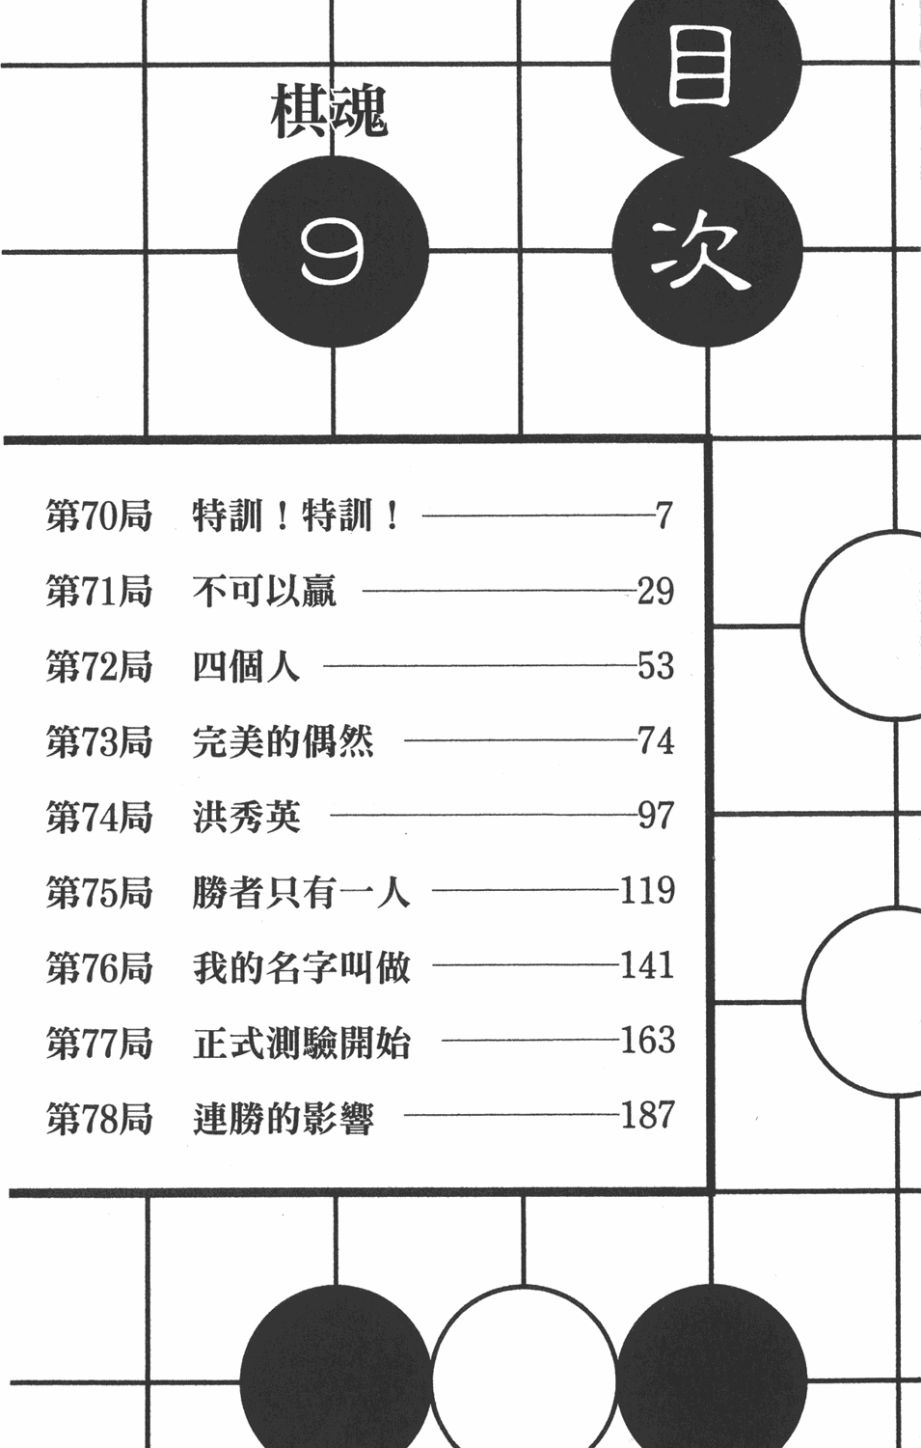 目次
棋魂
9
第70局 特訓！特訓！ 7
第71局 不可以贏 29
第72局 四個人 53
第73局 完美的偶然 74
第74局 洪秀英 97
第75局 勝者只有一人 119
第76局 我的名字叫做 141
第77局 正式測驗開始 163
第78局 連勝的影響 187